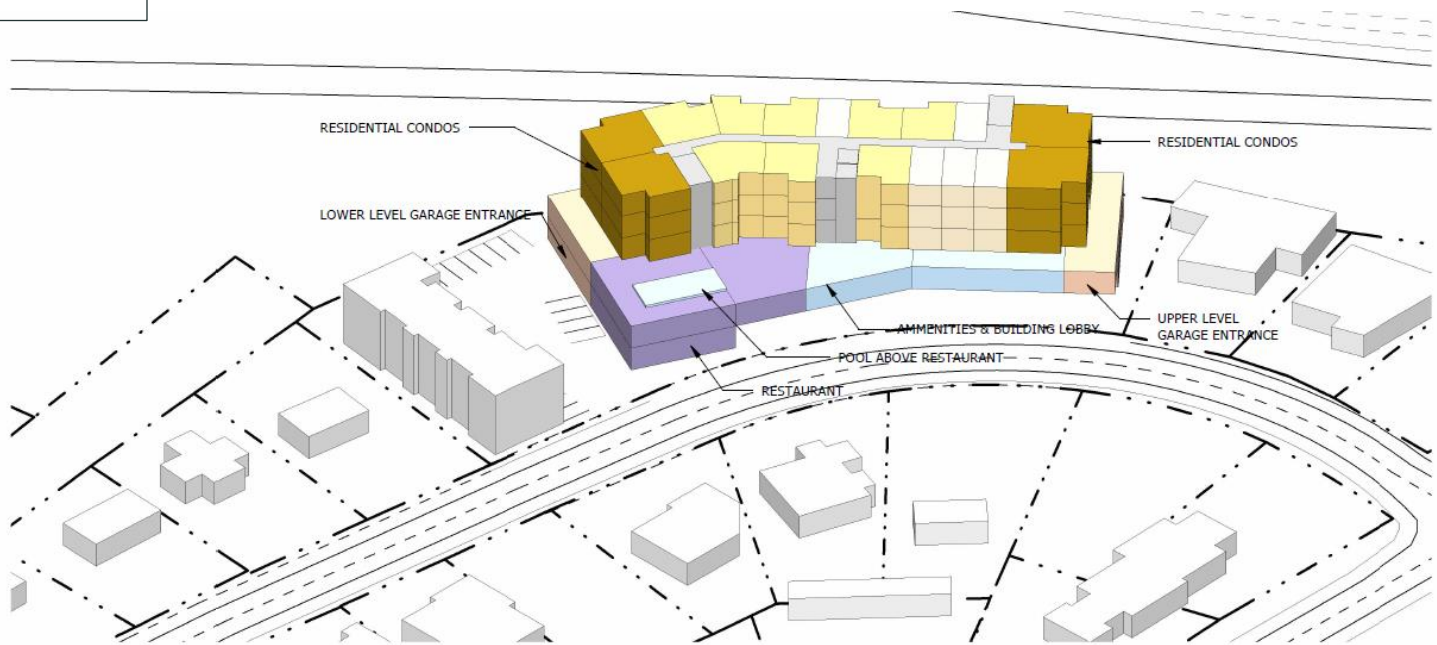 RESIDENTIAL CONDOS
RESIDENTIAL CONDOS
LOWER LEVEL GARAGE ENTRANCE
UPPER LEVEL
GARAGE ENTRANCE
AMMENITIES & BUILDING LOBBY
POOL ABOVE RESTAURANT
RESTAURANT